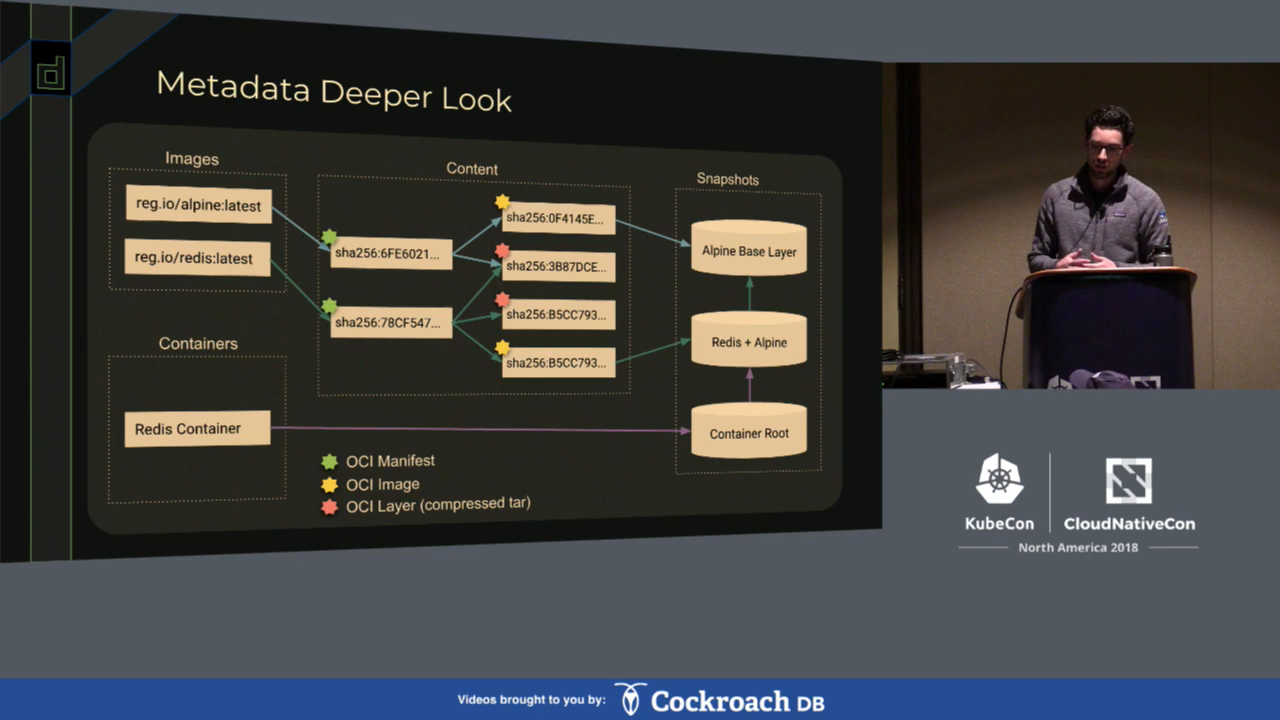 d
Metadata Deeper Look
Images
reg.io/alpine:latest
reg.io/redis:latest
Content
sha256:6FE6021...
sha256:78CF547...
sha256:0F4145E...
sha256:3B87DCE...
sha256:B5CC793...
sha256:B5CC793...
Snapshots
Alpine Base Layer
Redis + Alpine
Container Root
Containers
Redis Container
OCI Manifest
OCI Image
OCI Layer (compressed tar)
KubeCon
CloudNativeCon
North America 2018
Videos brought to you by:
Cockroach DB